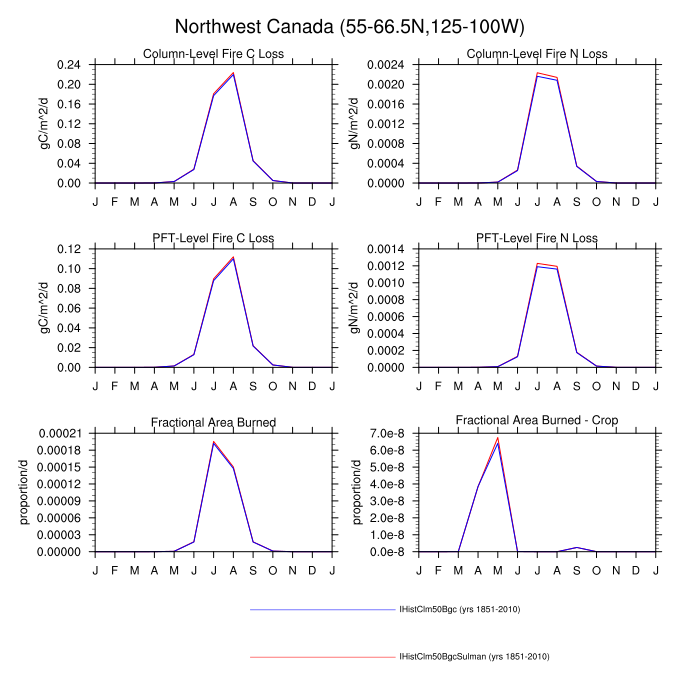 Northwest Canada (55-66.5N,125-100W)
Column-Level Fire C Loss
gC/m^2/d
0.24
0.20
0.16
0.12
0.08
0.04
0.00
J F M A M J J A S O N D J
Column-Level Fire N Loss
gN/m^2/d
0.0024
0.0020
0.0016
0.0012
0.0008
0.0004
0.0000
J F M A M J J A S O N D J
PFT-Level Fire C Loss
gC/m^2/d
0.12
0.10
0.08
0.06
0.04
0.02
0.00
J F M A M J J A S O N D J
PFT-Level Fire N Loss
gN/m^2/d
0.0014
0.0012
0.0010
0.0008
0.0006
0.0004
0.0002
0.0000
J F M A M J J A S O N D J
Fractional Area Burned
proportion/d
0.00021
0.00018
0.00015
0.00012
0.00009
0.00006
0.00003
0.00000
J F M A M J J A S O N D J
Fractional Area Burned - Crop
proportion/d
7.0e-8
6.0e-8
5.0e-8
4.0e-8
3.0e-8
2.0e-8
1.0e-8
0.0e-8
J F M A M J J A S O N D J
IHistClm50Bgc (yrs 1851-2010)
IHistClm50BgcSulman (yrs 1851-2010)